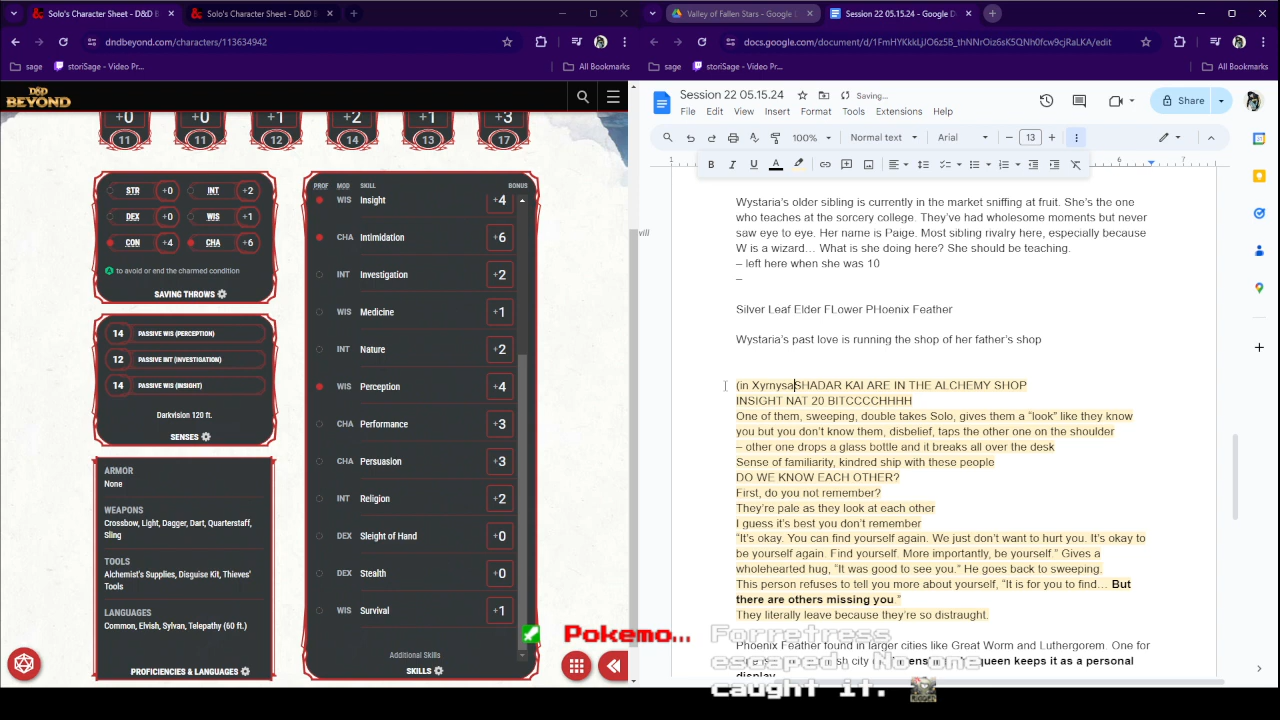 Solo's Character Sheet - D&D B
Solo's Character Sheet - D&D B
dndbeyond.com/characters/113634942
sage
storiSage - Video Pr...
All Bookmarks
D&D
BEYOND
+0
+0
+1
+2
+1
+3
11
11
12
14
13
17
STR +0 INT +2
DEX +0 WIS +1
CON +4 CHA +6
to avoid or end the charmed condition
SAVING THROWS
14 PASSIVE WIS (PERCEPTION)
12 PASSIVE INT (INVESTIGATION)
14 PASSIVE WIS (INSIGHT)
Darkvision 120 ft.
SENSES
ARMOR
None
WEAPONS
Crossbow, Light, Dagger, Dart, Quarterstaff,
Sling
TOOLS
Alchemist's Supplies, Disguise Kit, Thieves'
Tools
LANGUAGES
Common, Elvish, Sylvan, Telepathy (60 ft.)
PROFICIENCIES & LANGUAGES
PROF MOD SKILL BONUS
WIS Insight +4
CHA Intimidation +6
INT Investigation +2
WIS Medicine +1
INT Nature +2
WIS Perception +4
CHA Performance +3
CHA Persuasion +3
INT Religion +2
DEX Sleight of Hand +0
DEX Stealth +0
WIS Survival +1
Additional Skills
SKILLS
Valley of Fallen Stars - Google
Session 22 05.15.24 - Google D
docs.google.com/document/d/1FmHYKkkLjJO6z5B_thNNrOiz6sK5QNh0fcw9cjRaLKA/edit
sage
storiSage - Video Pr...
All Bookmarks
Session 22 05.15.24
Saving...
File Edit View Insert Format Tools Extensions Help
Share
100%
Normal text
Arial
13
1
6
7
vill
Wystaria's older sibling is currently in the market sniffing at fruit. She's the one
who teaches at the sorcery college. They've had wholesome moments but never
saw eye to eye. Her name is Paige. Most sibling rivalry here, especially because
W is a wizard... What is she doing here? She should be teaching.
– left here when she was 10
–
Silver Leaf Elder FLower PHoenix Feather
Wystaria's past love is running the shop of her father's shop
(in XyrnysaSHADAR KAI ARE IN THE ALCHEMY SHOP
INSIGHT NAT 20 BITCCCCHHHH
One of them, sweeping, double takes Solo, gives them a “look” like they know
you but you don't know them, disbelief, taps the other one on the shoulder
– other one drops a glass bottle and it breaks all over the desk
Sense of familiarity, kindred ship with these people
DO WE KNOW EACH OTHER?
First, do you not remember?
They're pale as they look at each other
I guess it's best you don't remember
“It's okay. You can find yourself again. We just don't want to hurt you. It's okay to
be yourself again. Find yourself. More importantly, be yourself.” Gives a
wholehearted hug, “It was good to see you.” He goes back to sweeping.
This person refuses to tell you more about yourself, “It is for you to find... But
there are others missing you.”
They literally leave because they're so distraught.
Phoenix Feather found in larger cities like Great Worm and Luthergorem. One for
queen keeps it as a personal
display
Pokemo...
Forretress
escaped. No one
caught it.